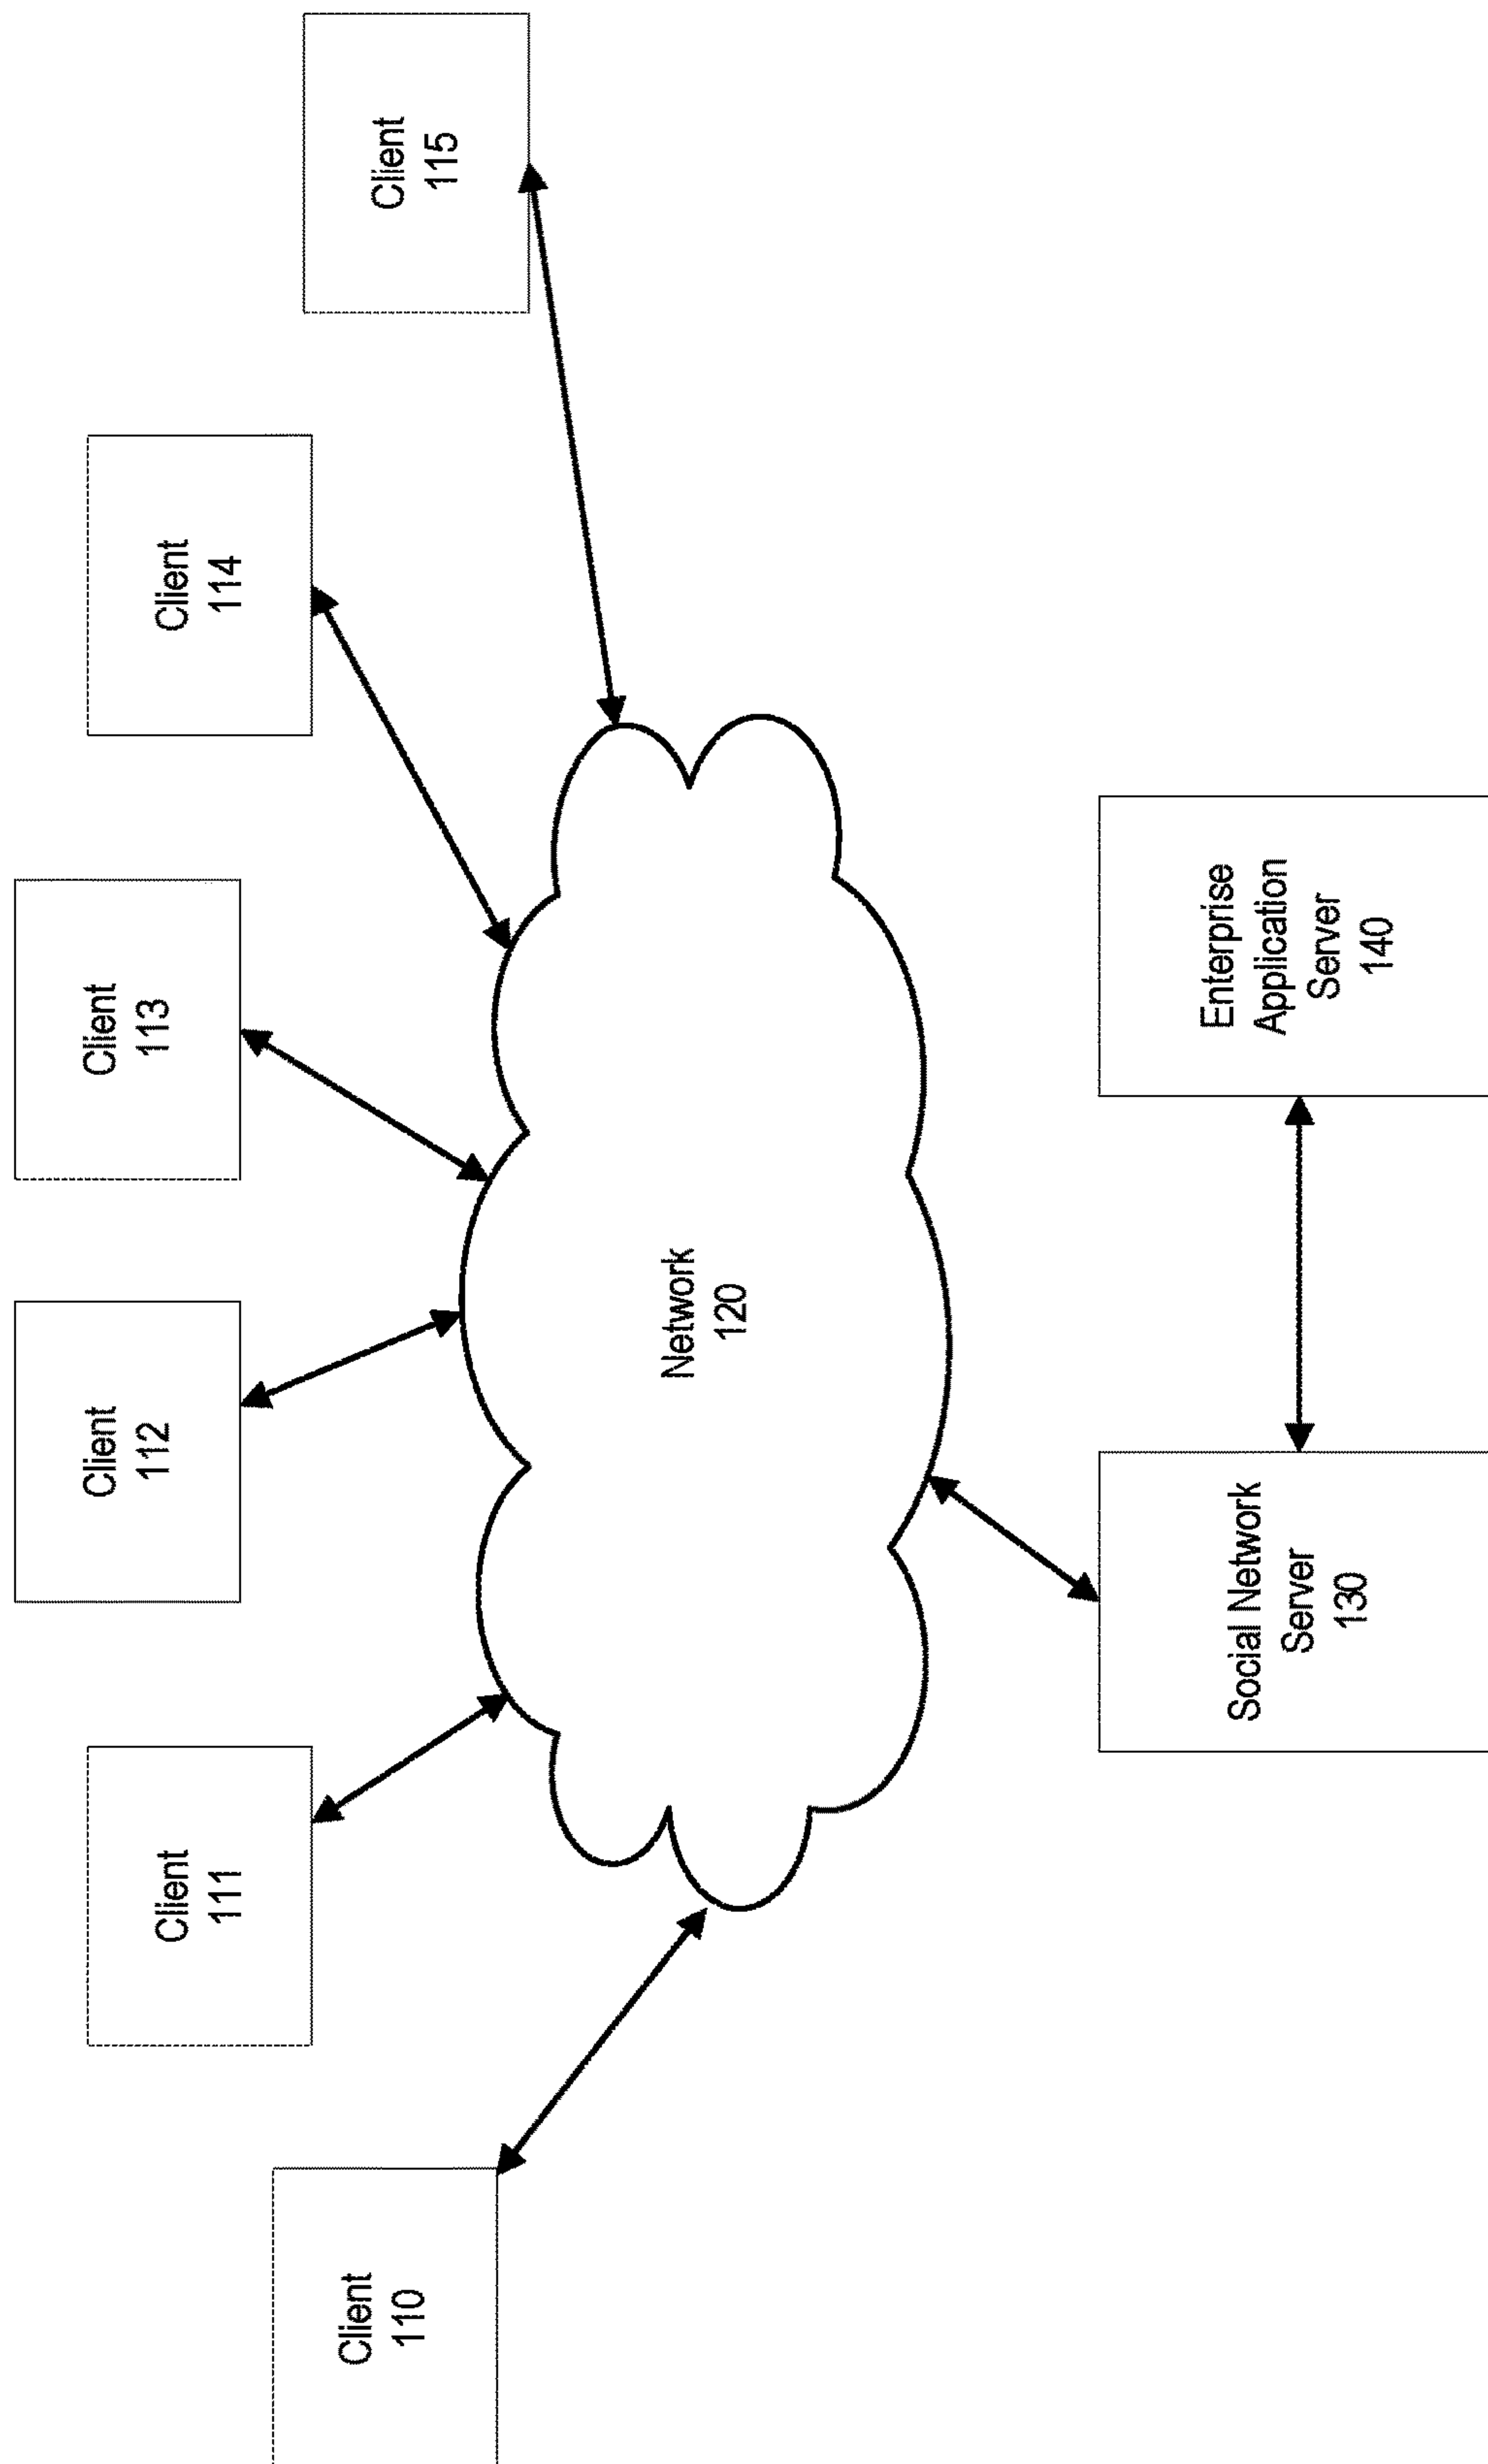 Client
110
Client
111
Client
112
Client
113
Client
114
Client
115
Network
120
Social Network
Server
130
Enterprise
Application
Server
140